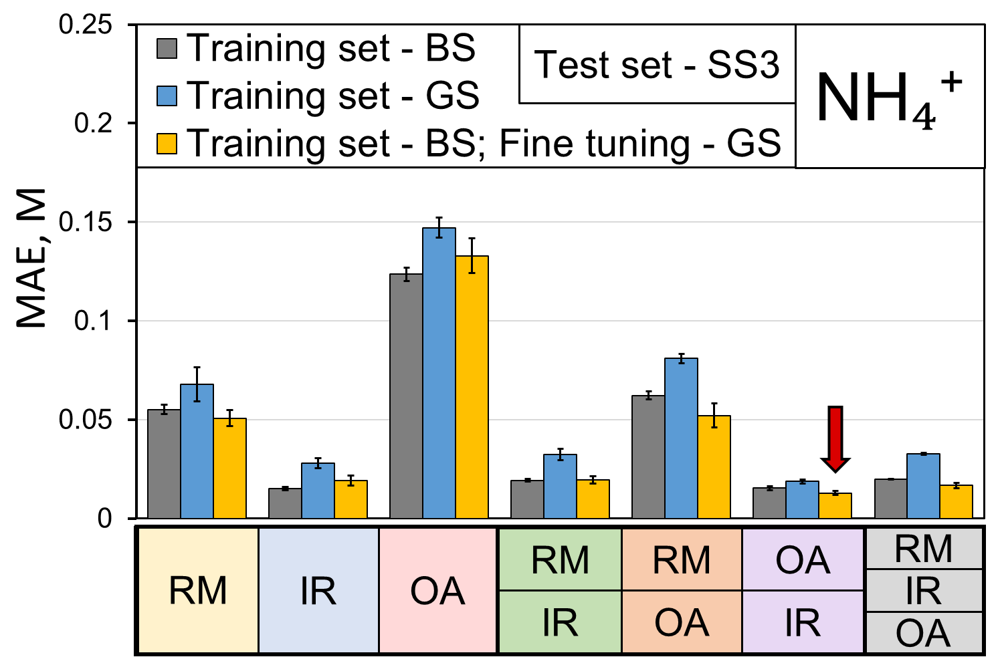 0.25
0.2
0.15
0.1
0.05
0
MAE, M
Training set - BS
Training set - GS
Training set - BS; Fine tuning - GS
Test set - SS3
NH₄⁺
RM
IR
OA
RM
IR
RM
OA
OA
IR
RM
IR
OA